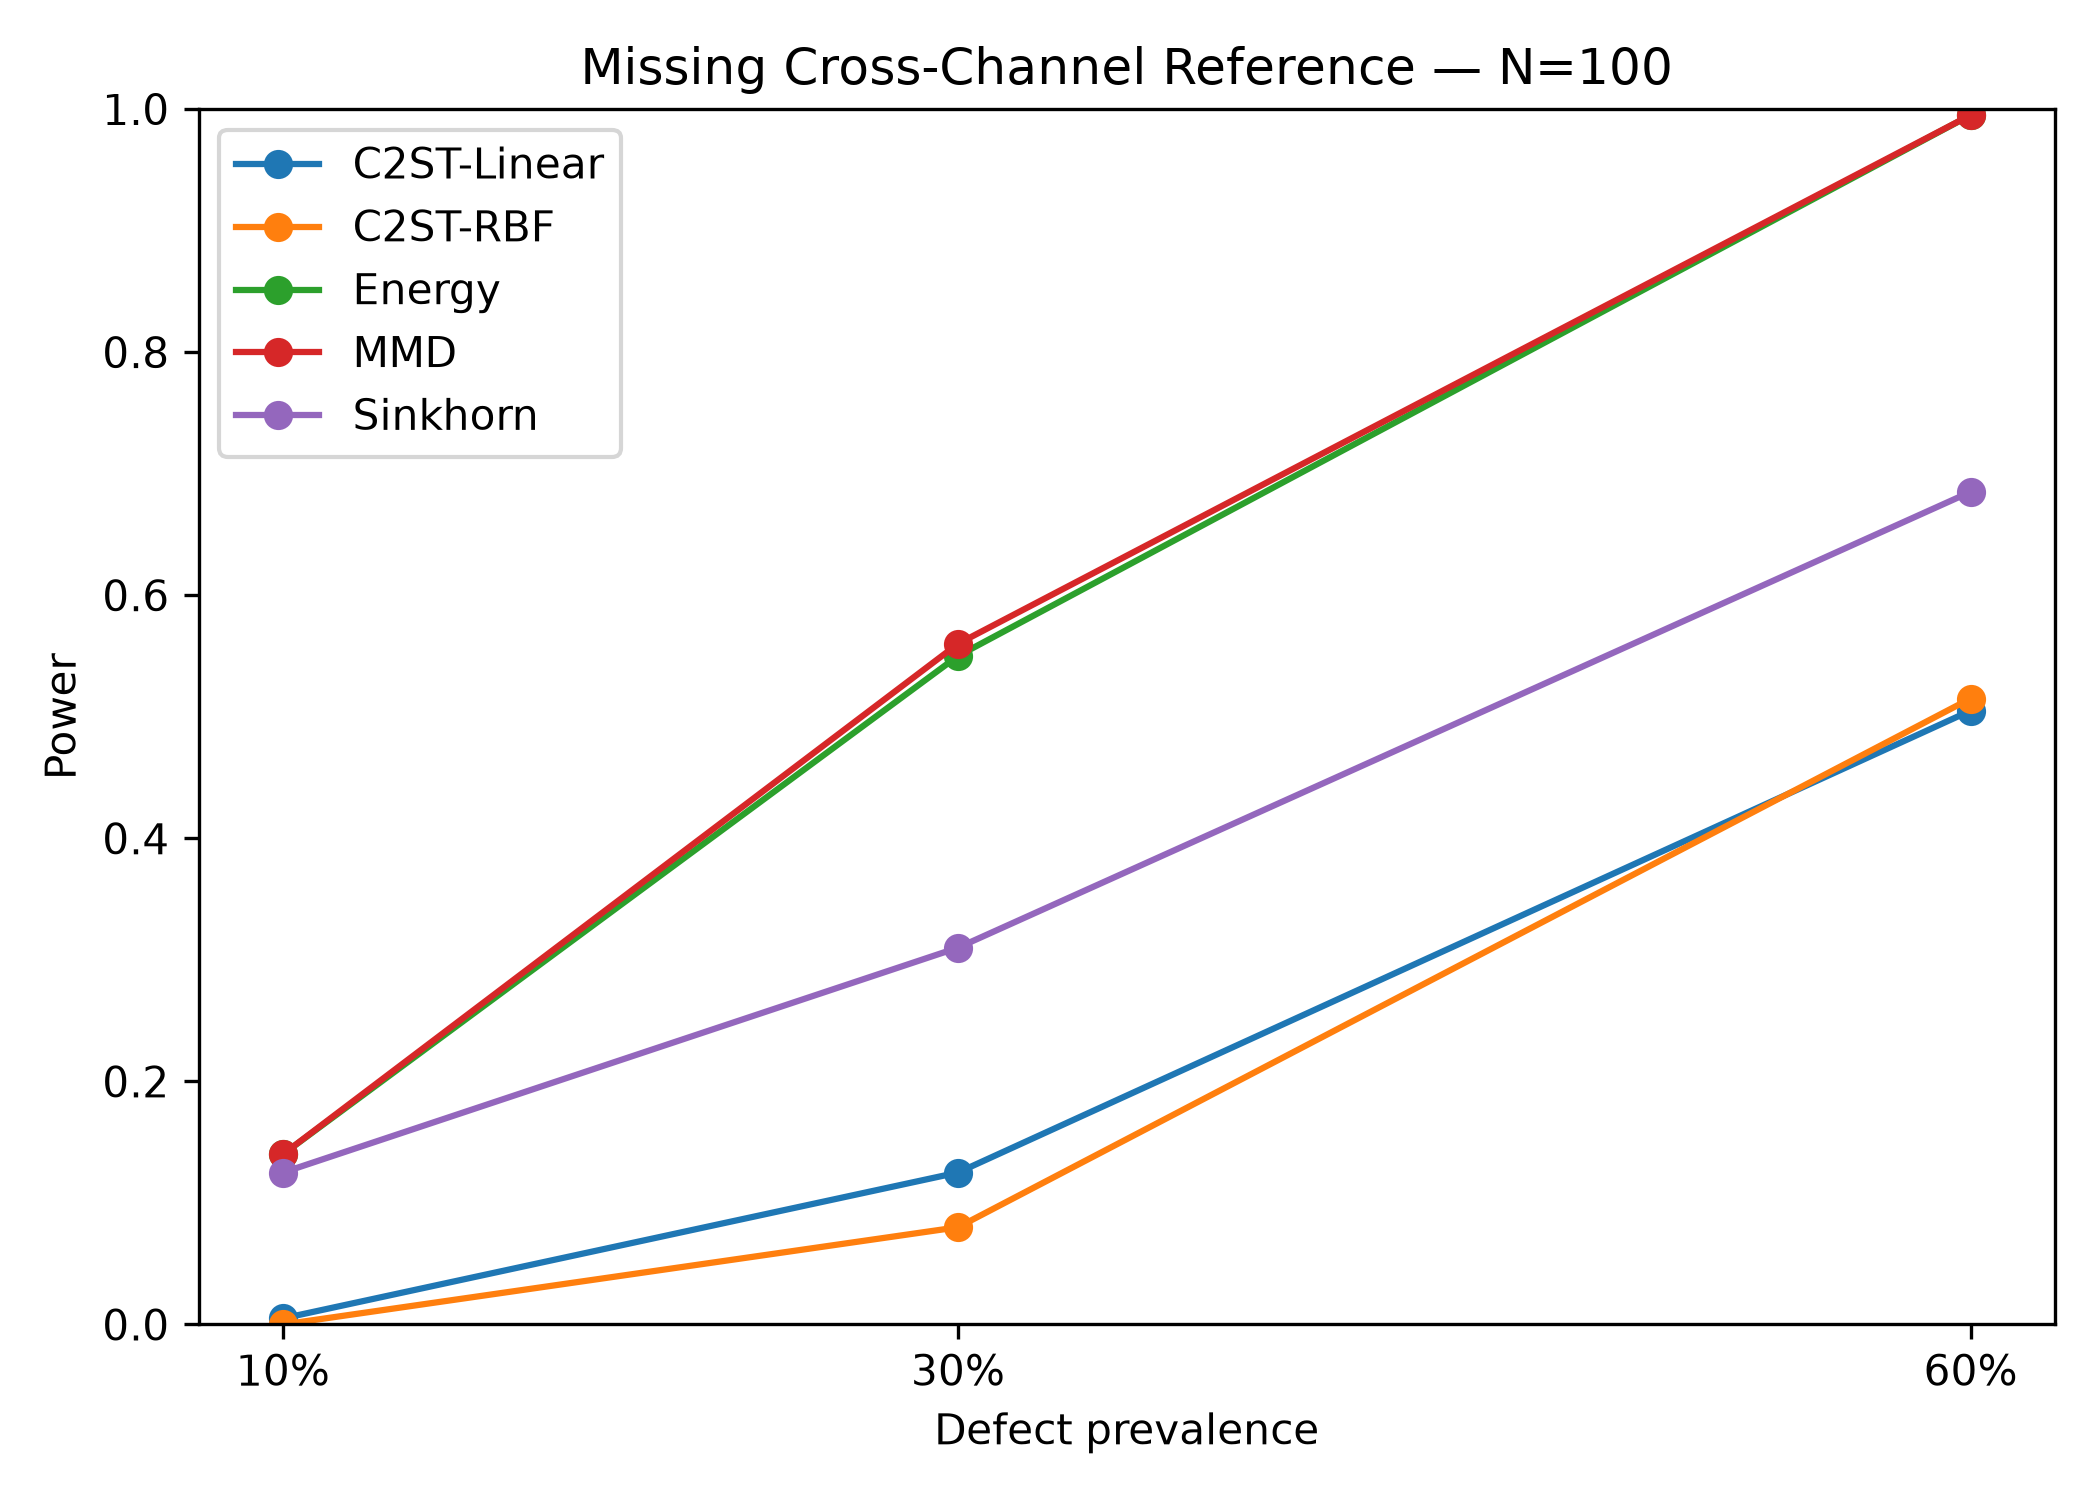 Missing Cross-Channel Reference — N=100
1.0
0.8
0.6
0.4
0.2
0.0
Power
C2ST-Linear
C2ST-RBF
Energy
MMD
Sinkhorn
10%
30%
60%
Defect prevalence